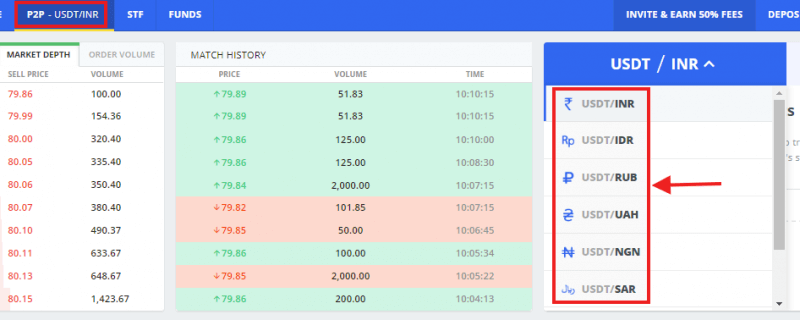 E P2P - USDT/INR STF FUNDS INVITE & EARN 50% FEES DEPOS
MARKET DEPTH ORDER VOLUME
SELL PRICE VOLUME
79.86 100.00
79.99 154.36
80.00 320.40
80.05 335.40
80.06 350.40
80.07 380.40
80.10 490.37
80.11 633.67
80.13 648.67
80.15 1,423.67
MATCH HISTORY
PRICE VOLUME TIME
↑79.89 51.83 10:10:15
↑79.89 51.83 10:10:15
↑79.86 125.00 10:09:00
↑79.86 125.00 10:08:30
↑79.84 2,000.00 10:07:15
↓79.82 101.85 10:07:15
↓79.85 50.00 10:06:45
↑79.86 100.00 10:05:34
↓79.85 2,000.00 10:05:22
↑79.86 200.00 10:04:13
USDT / INR
₹ USDT/INR
Rp USDT/IDR
₽ USDT/RUB
₴ USDT/UAH
₦ USDT/NGN
﷼ USDT/SAR